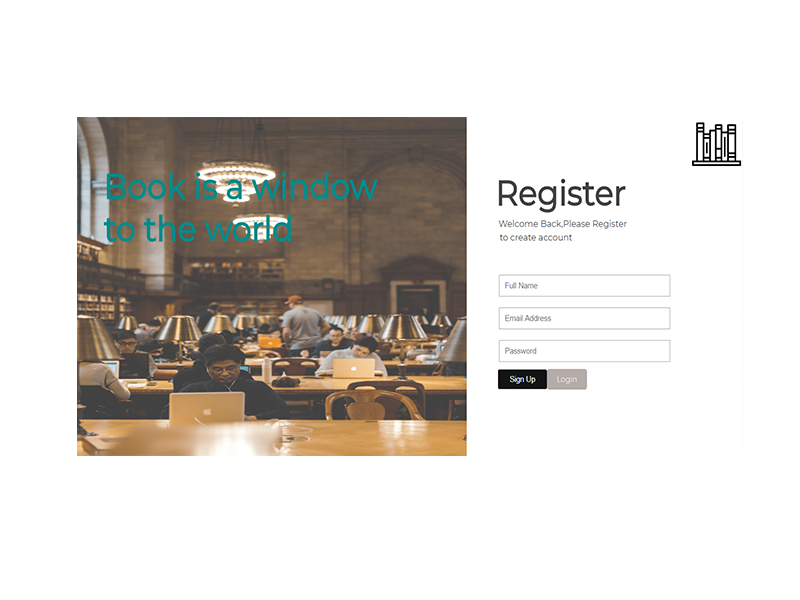 Book is a window
to the world
Register
Welcome Back,Please Register
to create account
Full Name
Email Address
Password
Sign Up
Login